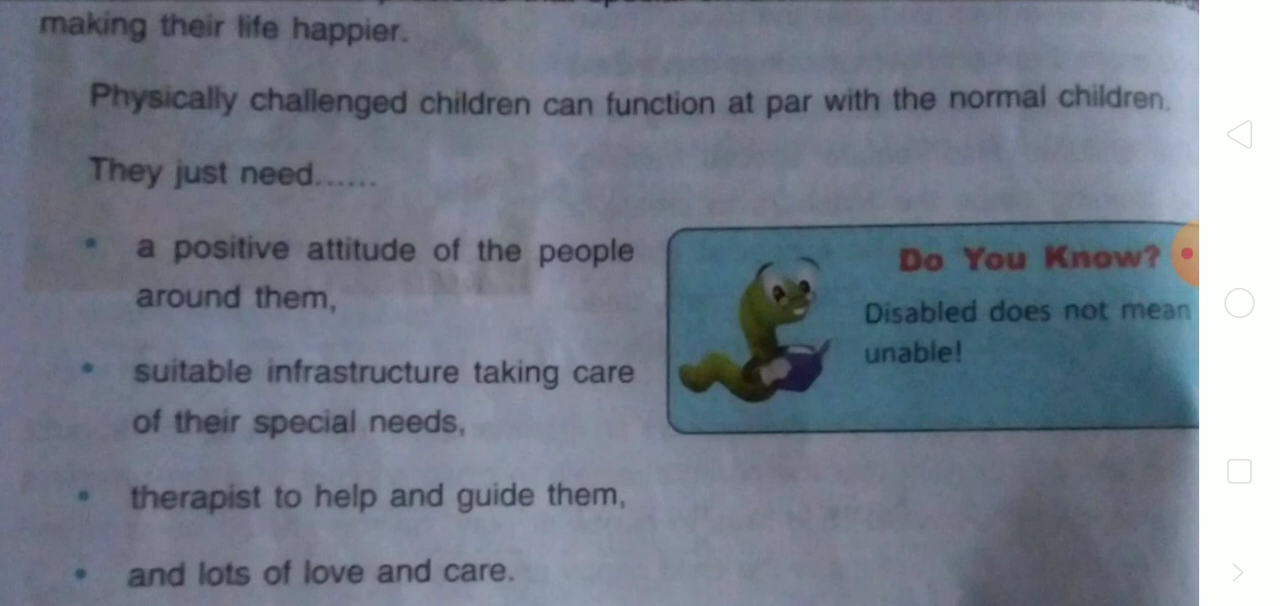 making their life happier.
Physically challenged children can function at par with the normal children.
They just need......
• a positive attitude of the people
around them,
• suitable infrastructure taking care
of their special needs,
• therapist to help and guide them,
• and lots of love and care.
Do You Know?
Disabled does not mean
unable!